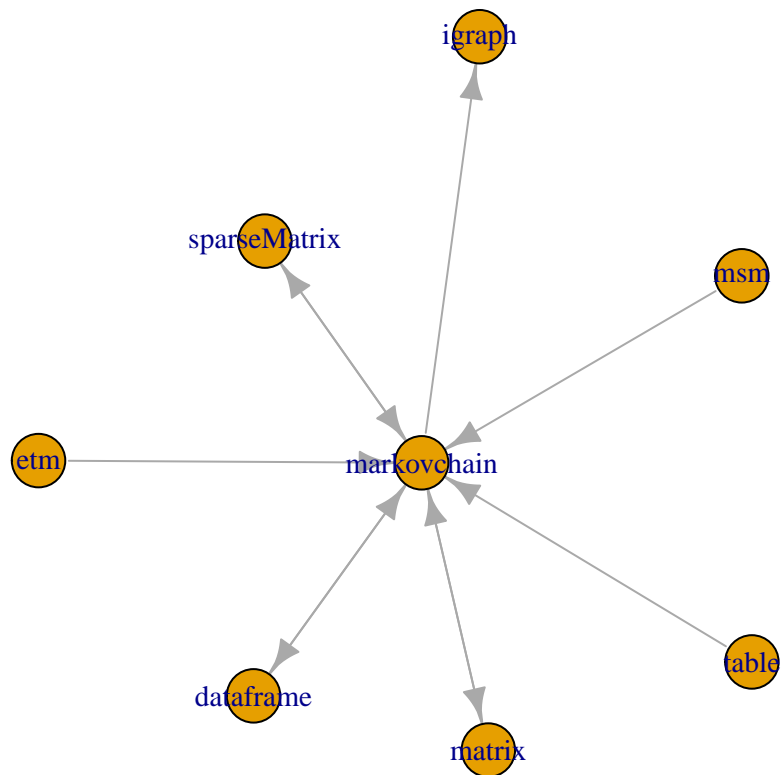 igraph
sparseMatrix
msm
etm
markovchain
table
dataframe
matrix